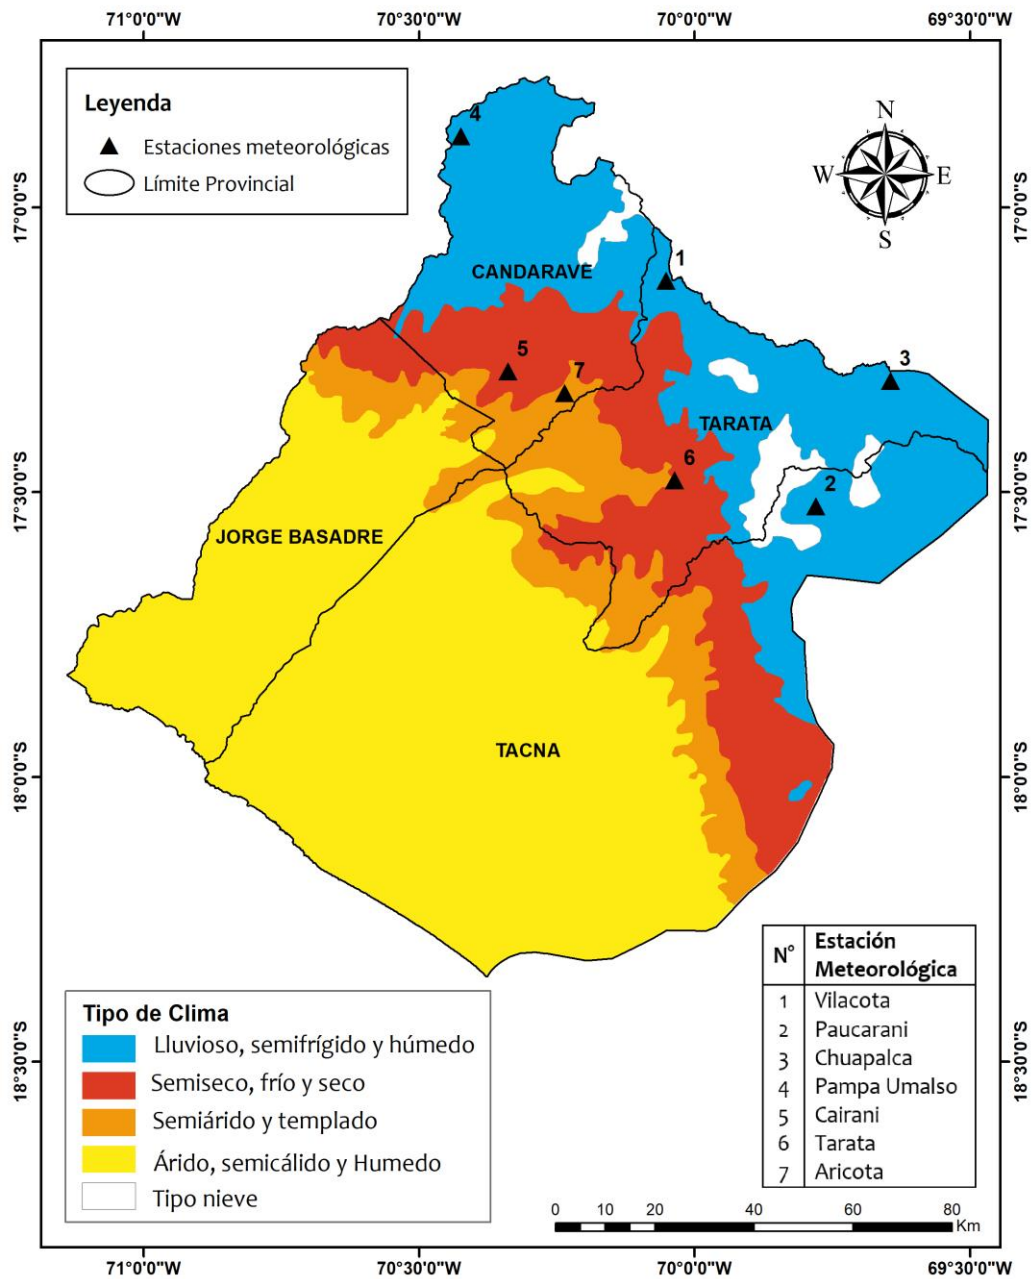 71°0'0"W 70°30'0"W 70°0'0"W 69°30'0"W
Leyenda
Estaciones meteorológicas
Límite Provincial
N
W E
S
17°0'0"S
17°30'0"S
18°0'0"S
18°30'0"S
17°0'0"S
17°30'0"S
18°0'0"S
18°30'0"S
4
1
CANDARAVE
5
7
3
TARATA
6
2
JORGE BASADRE
TACNA
Tipo de Clima
Lluvioso, semifrígido y húmedo
Semiseco, frío y seco
Semiárido y templado
Árido, semicálido y Humedo
Tipo nieve
N° Estación Meteorológica
1 Vilacota
2 Paucarani
3 Chuapalca
4 Pampa Umalso
5 Cairani
6 Tarata
7 Aricota
0 10 20 40 60 80
Km
71°0'0"W 70°30'0"W 70°0'0"W 69°30'0"W